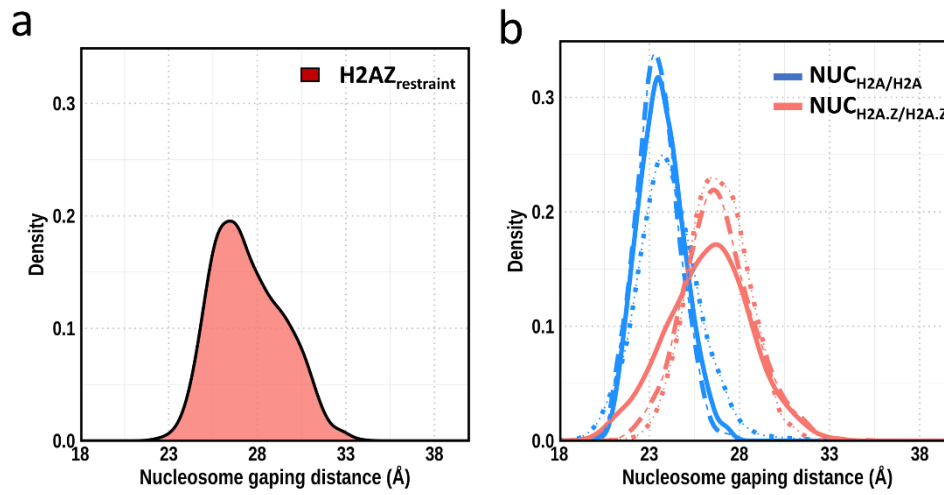 a
H2AZrestraint
0.3
0.2
0.1
0.0
Density
18 23 28 33 38
Nucleosome gaping distance (Å)
b
NUCH2A/H2A
NUCH2A.Z/H2A.Z
0.3
0.2
0.1
0.0
Density
18 23 28 33 38
Nucleosome gaping distance (Å)